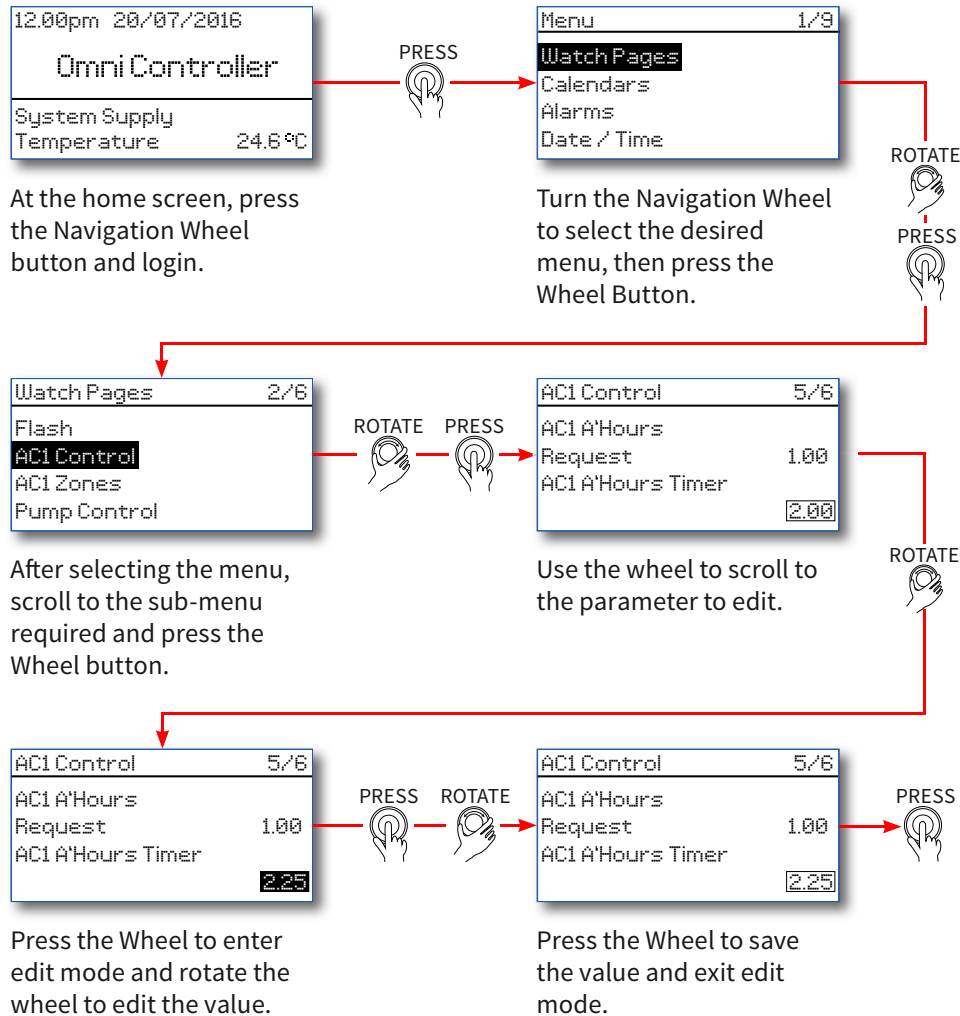 12.00pm 20/07/2016
Omni Controller
System Supply
Temperature 24.6 ºC
PRESS
Menu 1/9
Watch Pages
Calendars
Alarms
Date / Time
ROTATE
PRESS
At the home screen, press
the Navigation Wheel
button and login.
Turn the Navigation Wheel
to select the desired
menu, then press the
Wheel Button.
Watch Pages 2/6
Flash
AC1 Control
AC1 Zones
Pump Control
ROTATE PRESS
AC1 Control 5/6
AC1 A'Hours
Request 1.00
AC1 A'Hours Timer
2.00
ROTATE
After selecting the menu,
scroll to the sub-menu
required and press the
Wheel button.
Use the wheel to scroll to
the parameter to edit.
AC1 Control 5/6
AC1 A'Hours
Request 1.00
AC1 A'Hours Timer
2.25
PRESS ROTATE
AC1 Control 5/6
AC1 A'Hours
Request 1.00
AC1 A'Hours Timer
2.25
PRESS
Press the Wheel to enter
edit mode and rotate the
wheel to edit the value.
Press the Wheel to save
the value and exit edit
mode.